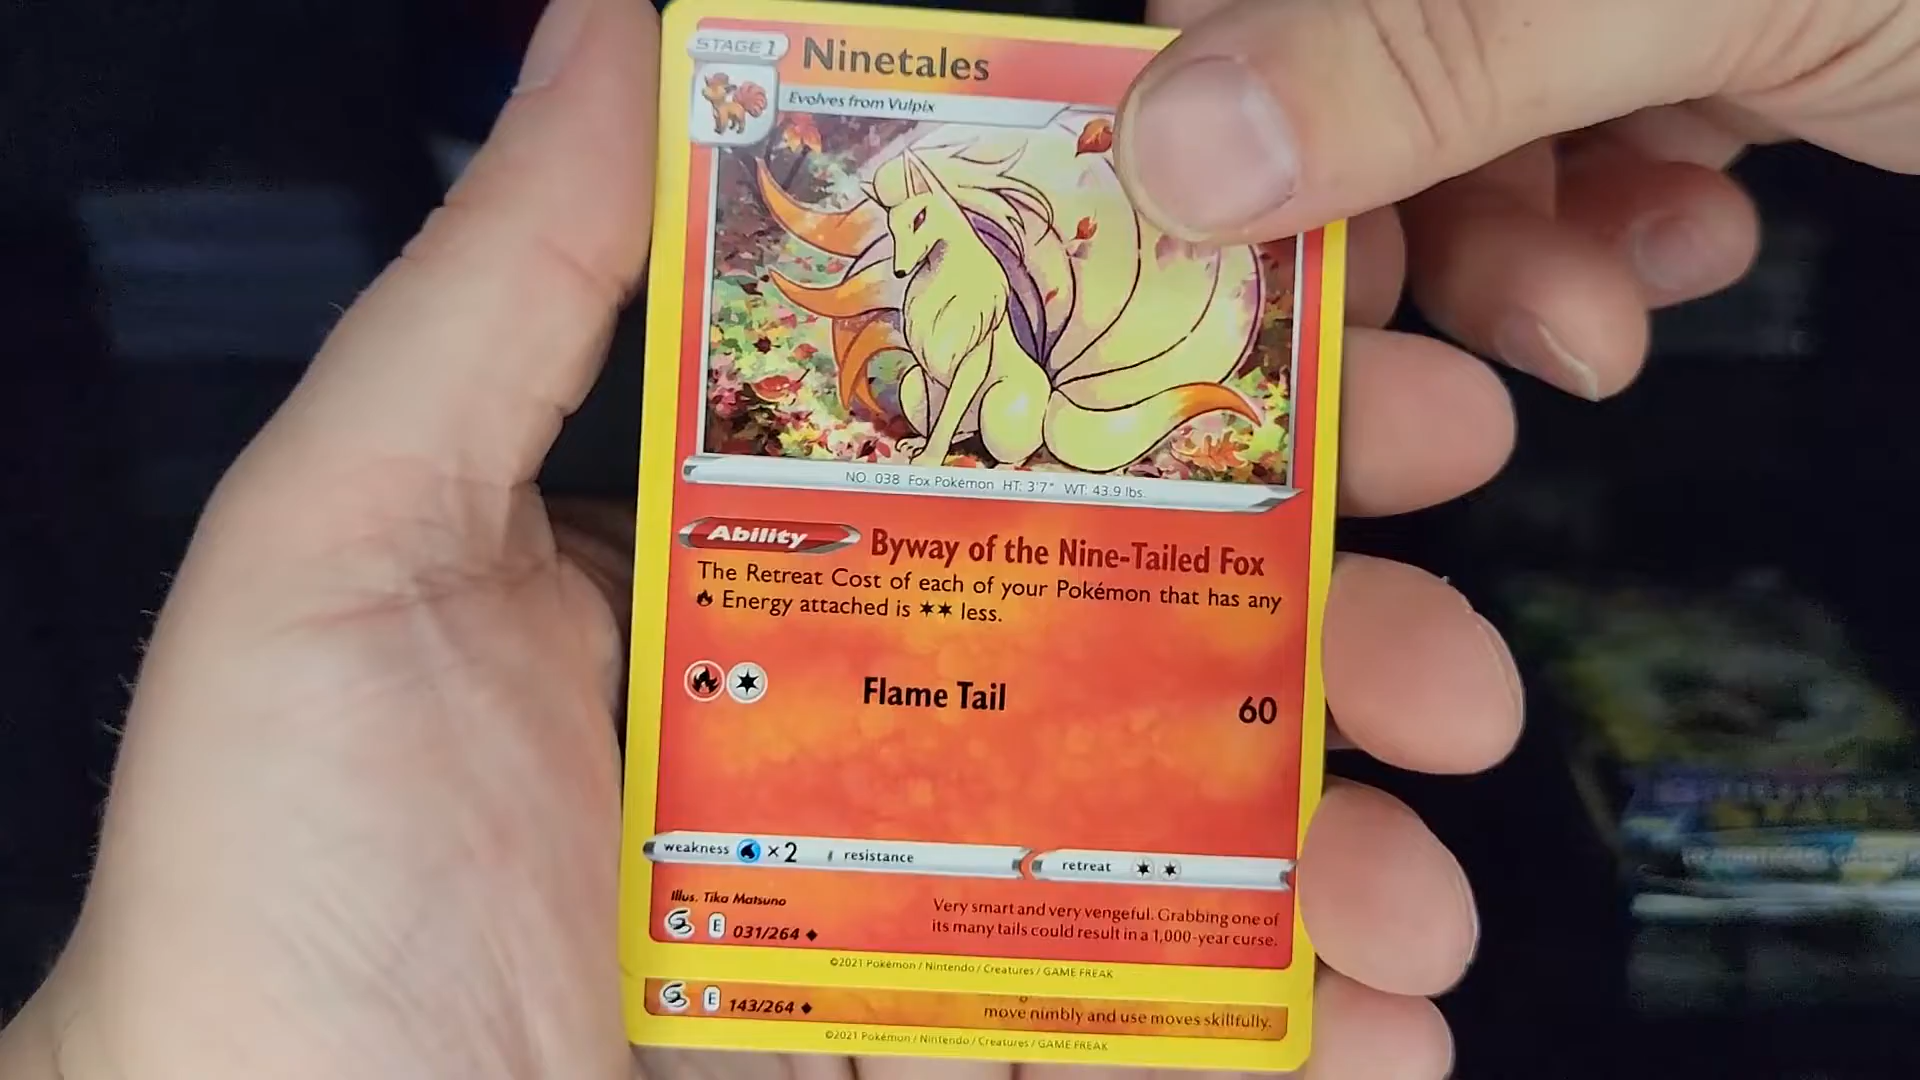 STAGE 1
Ninetales
Evolves from Vulpix
NO. 038 Fox Pokémon HT: 3'7" WT: 43.9 lbs.
Ability Byway of the Nine-Tailed Fox
The Retreat Cost of each of your Pokémon that has any
Energy attached is less.
Flame Tail 60
weakness ×2 resistance retreat
Illus. Tika Matsuno
Very smart and very vengeful. Grabbing one of
its many tails could result in a 1,000-year curse.
E 031/264
©2021 Pokémon / Nintendo / Creatures / GAME FREAK
E 143/264
move nimbly and use moves skillfully.
©2021 Pokémon / Nintendo / Creatures / GAME FREAK